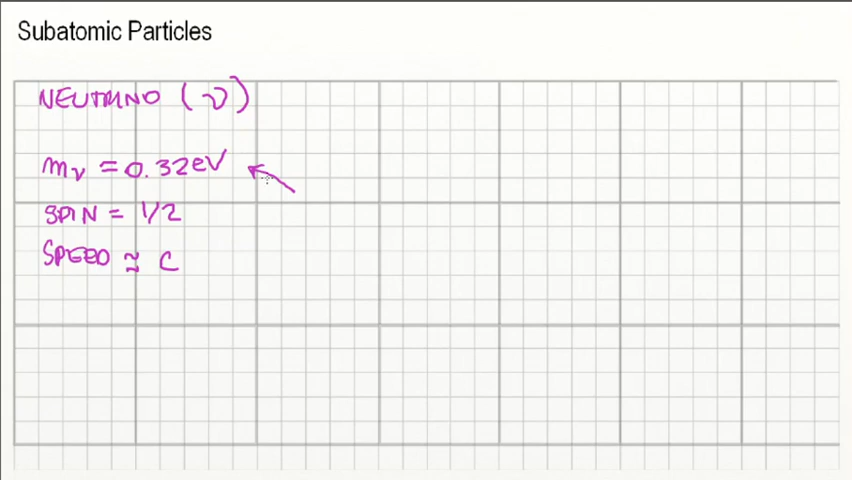 Subatomic Particles
NEUTRINO (ν)
mν = 0.32eV
SPIN = 1/2
SPEED ≈ C